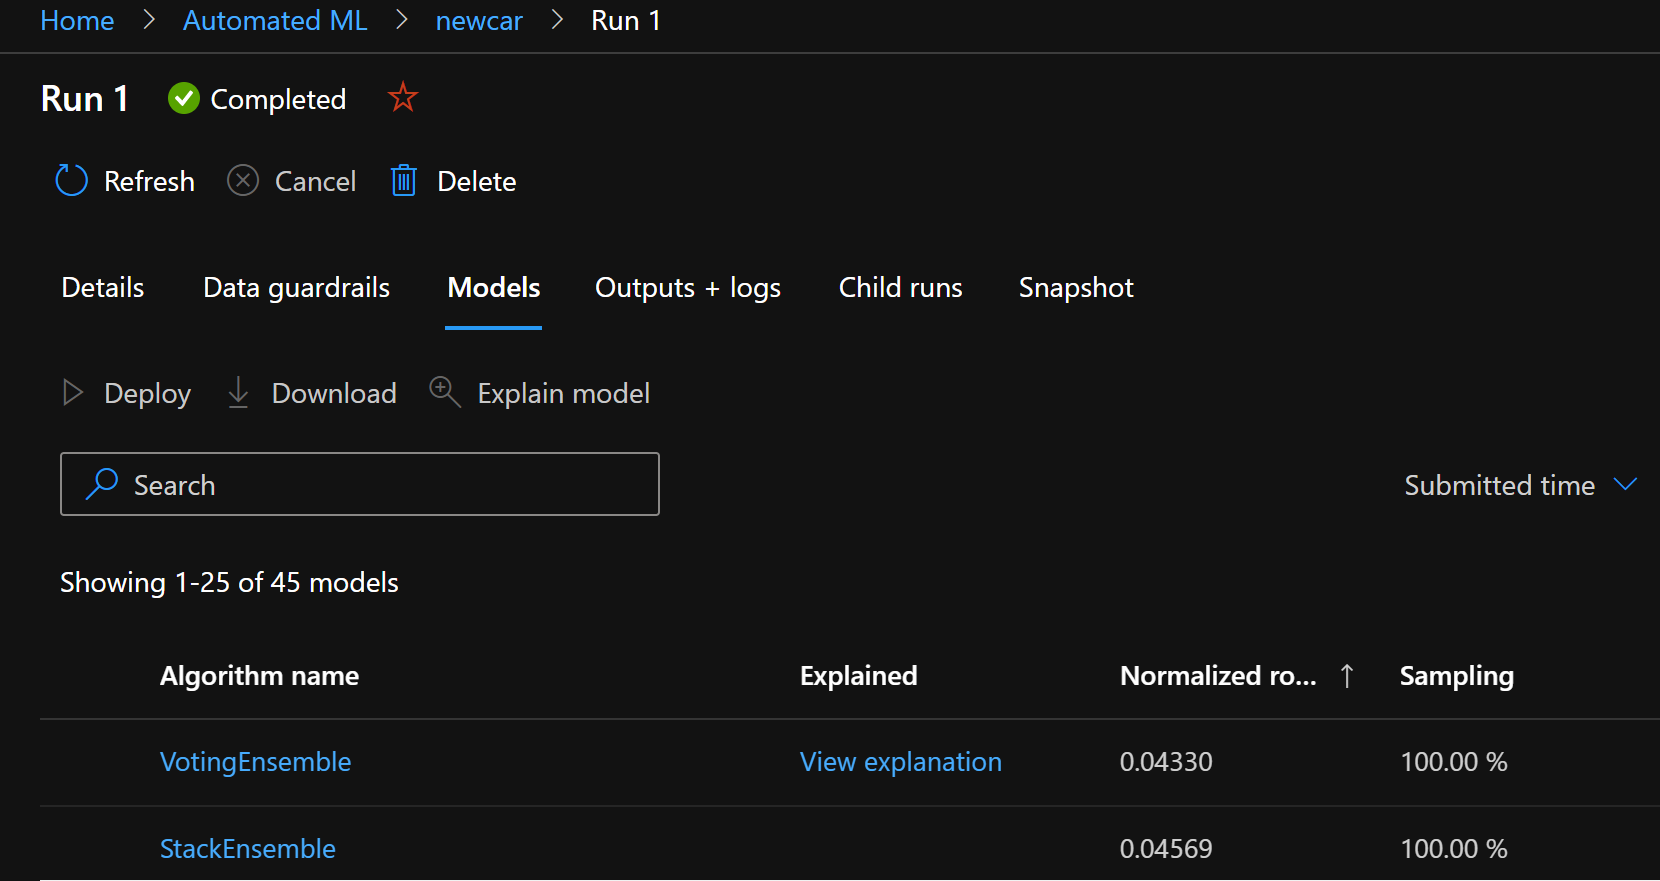 Home > Automated ML > newcar > Run 1
Run 1 Completed
Refresh Cancel Delete
Details Data guardrails Models Outputs + logs Child runs Snapshot
Deploy Download Explain model
Search Submitted time
Showing 1-25 of 45 models
Algorithm name Explained Normalized ro... ↑ Sampling
VotingEnsemble View explanation 0.04330 100.00 %
StackEnsemble 0.04569 100.00 %